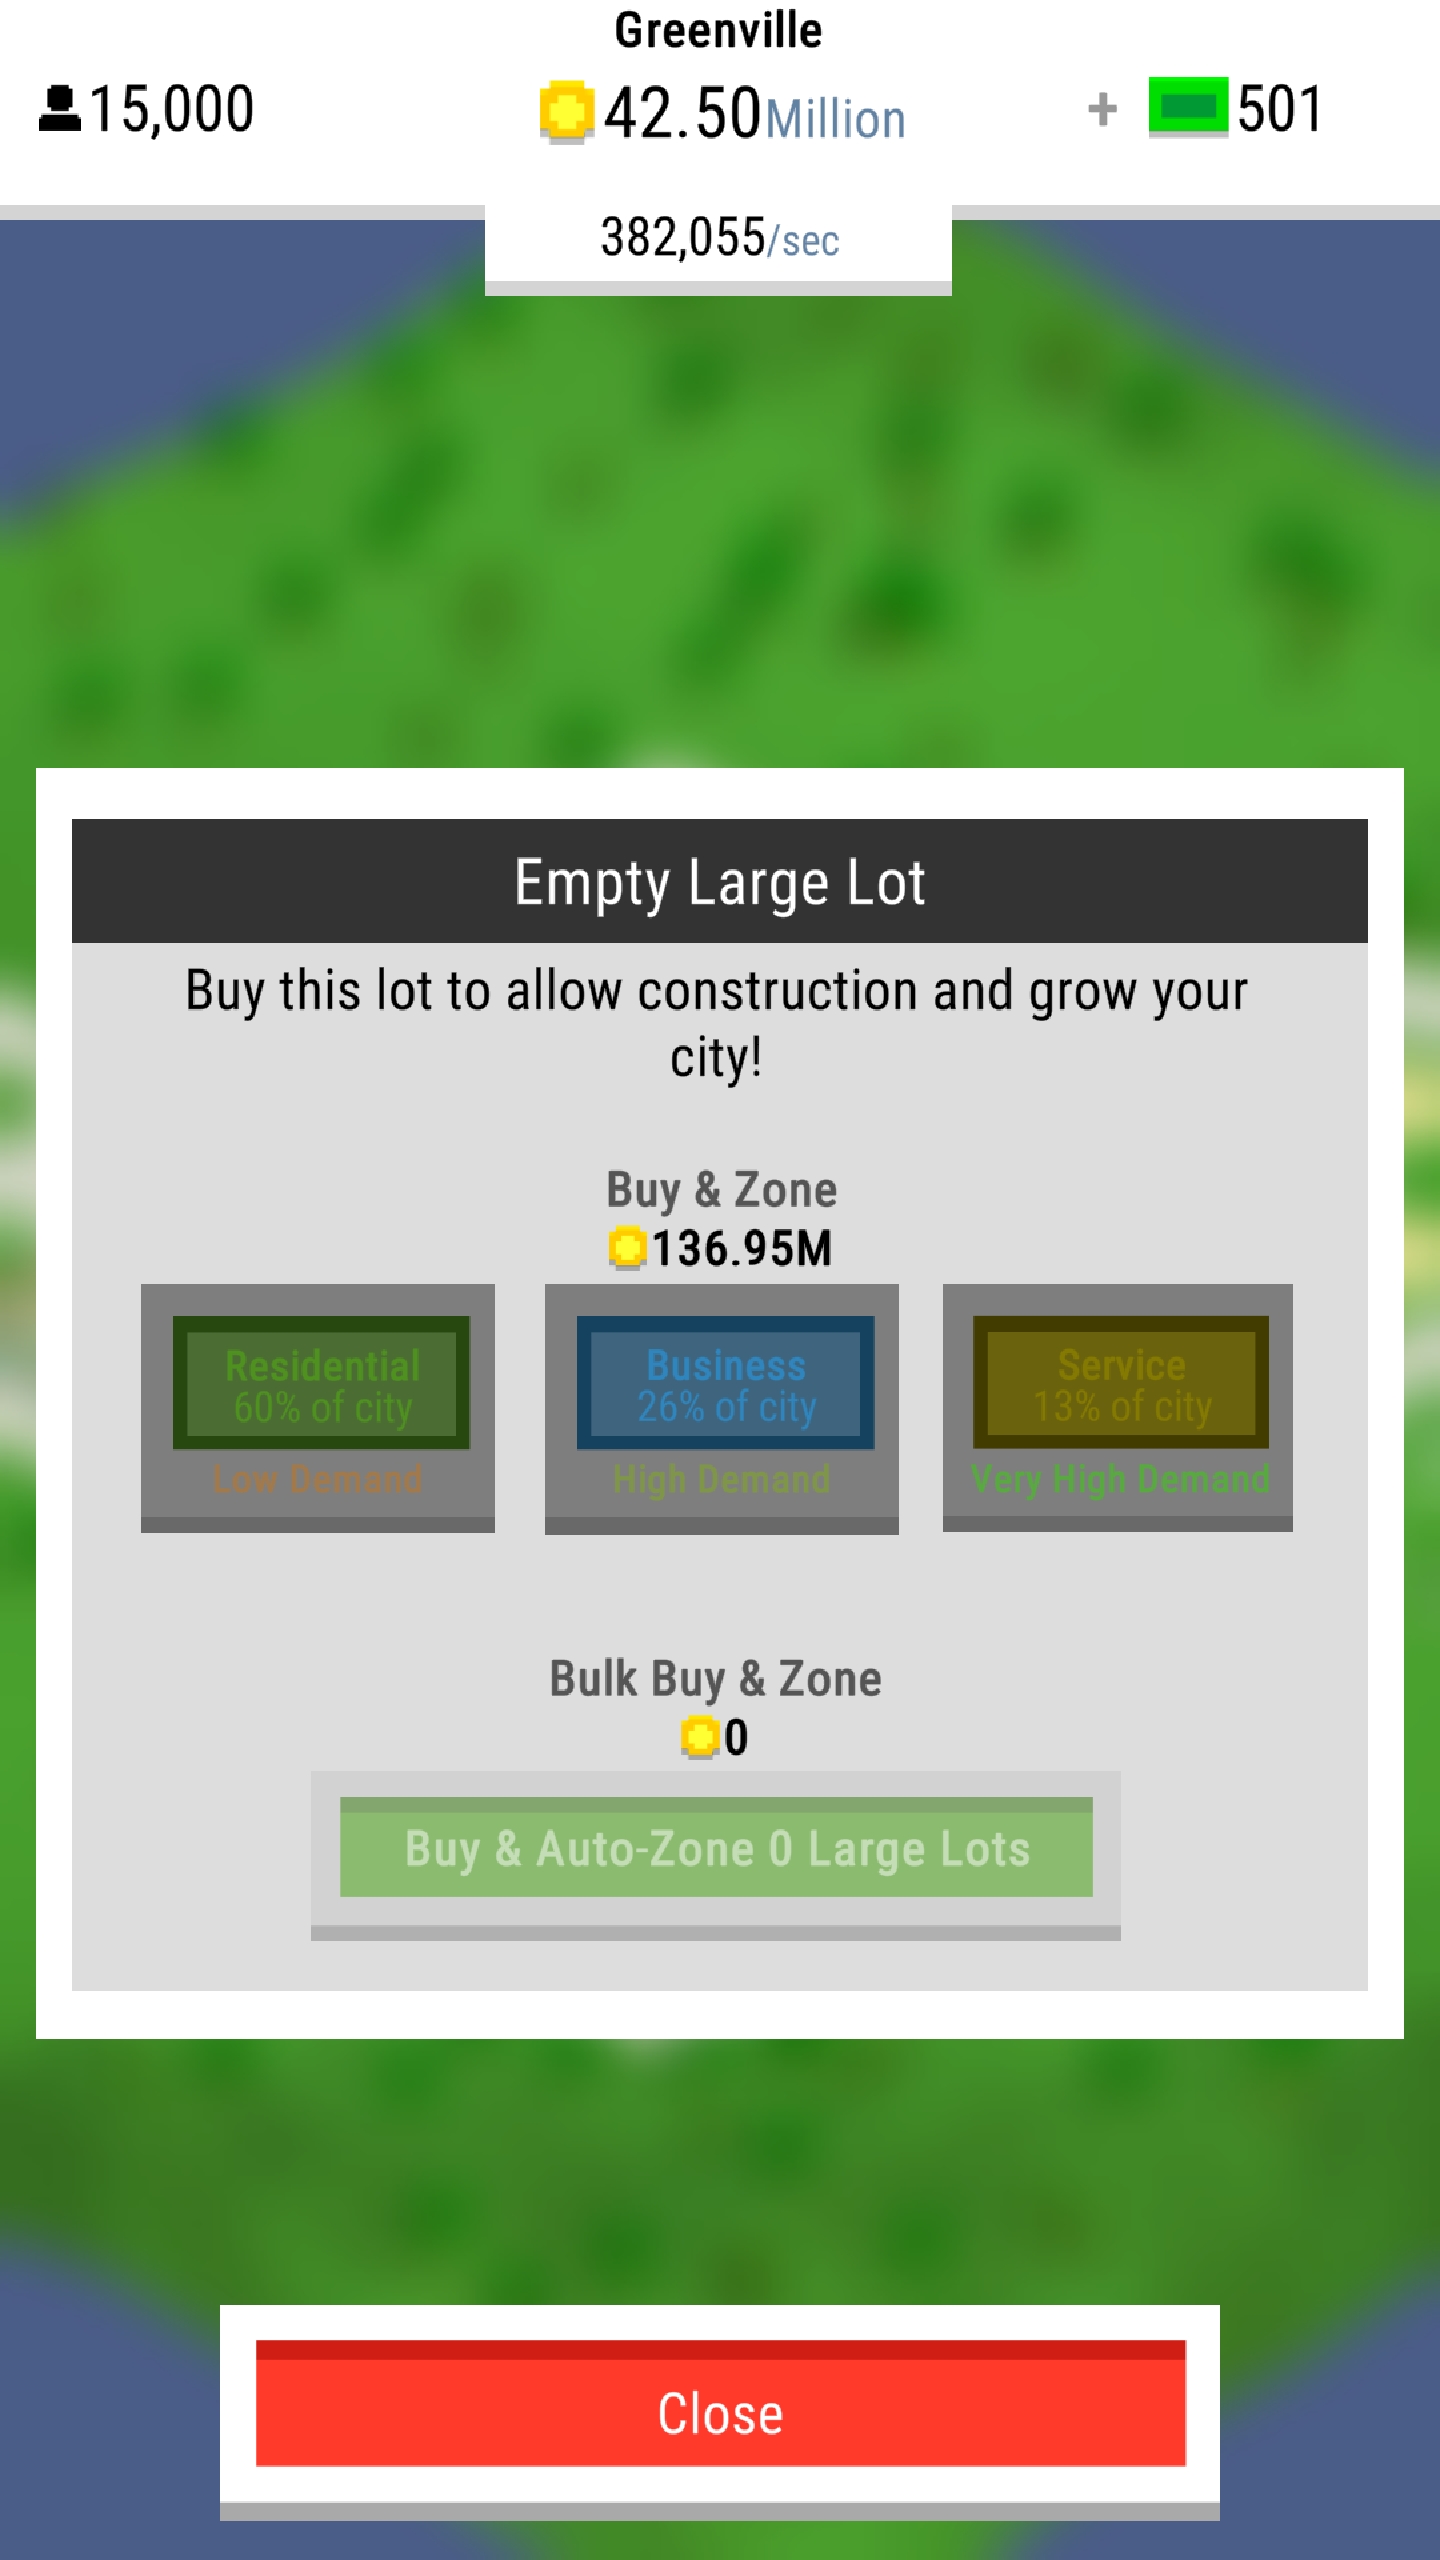 Greenville
15,000
42.50Million
+ 501
382,055/sec
Empty Large Lot
Buy this lot to allow construction and grow your
city!
Buy & Zone
136.95M
Residential
60% of city
Low Demand
Business
26% of city
High Demand
Service
13% of city
Very High Demand
Bulk Buy & Zone
0
Buy & Auto-Zone 0 Large Lots
Close